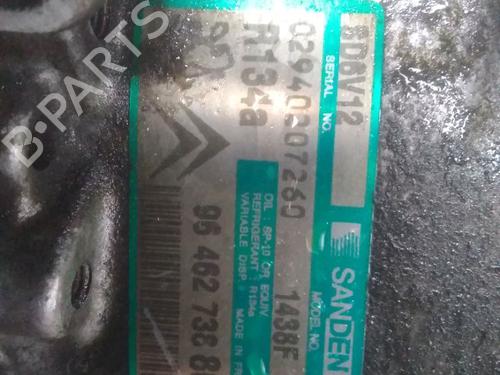 SANDEN
MODEL NO.
1438F
SERIAL NO.
SD6V12
02940207260
OIL : SP-10 OR EQUIV
REFRIGERANT : R134a
VARIABLE DISP.
MADE IN
R134a
96 462 738
B-PARTS